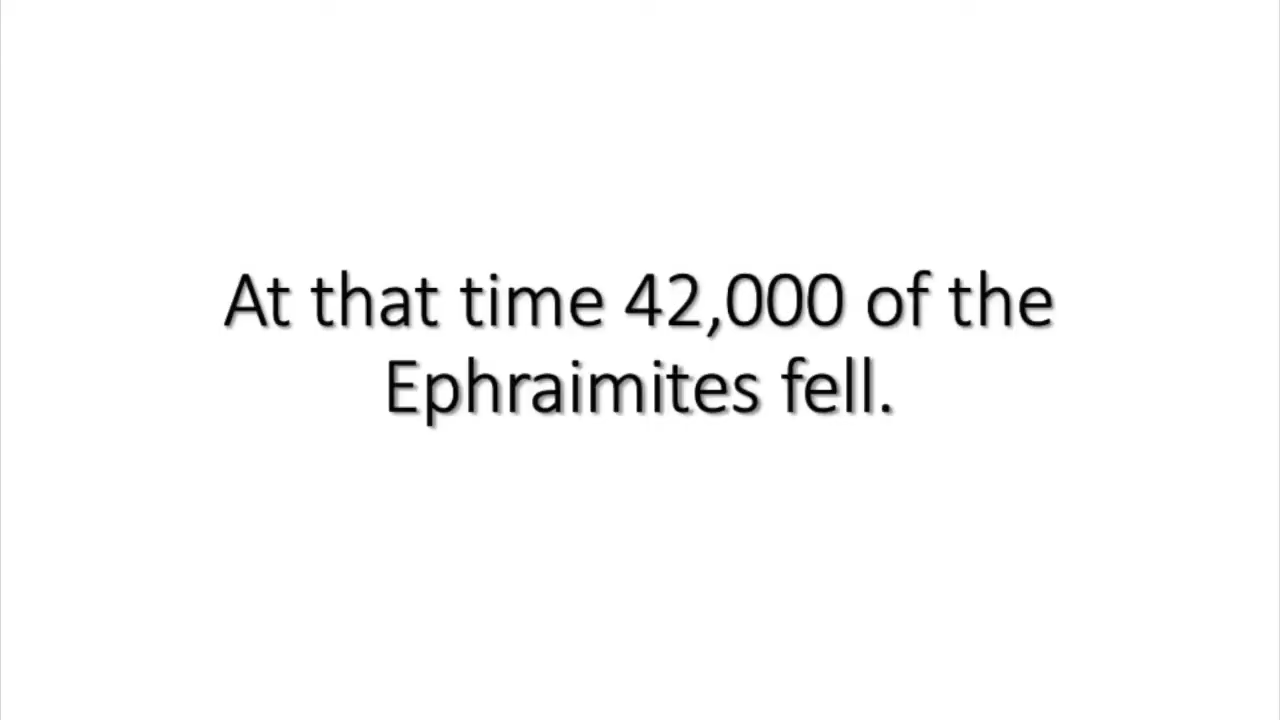 At that time 42,000 of the
Ephraimites fell.